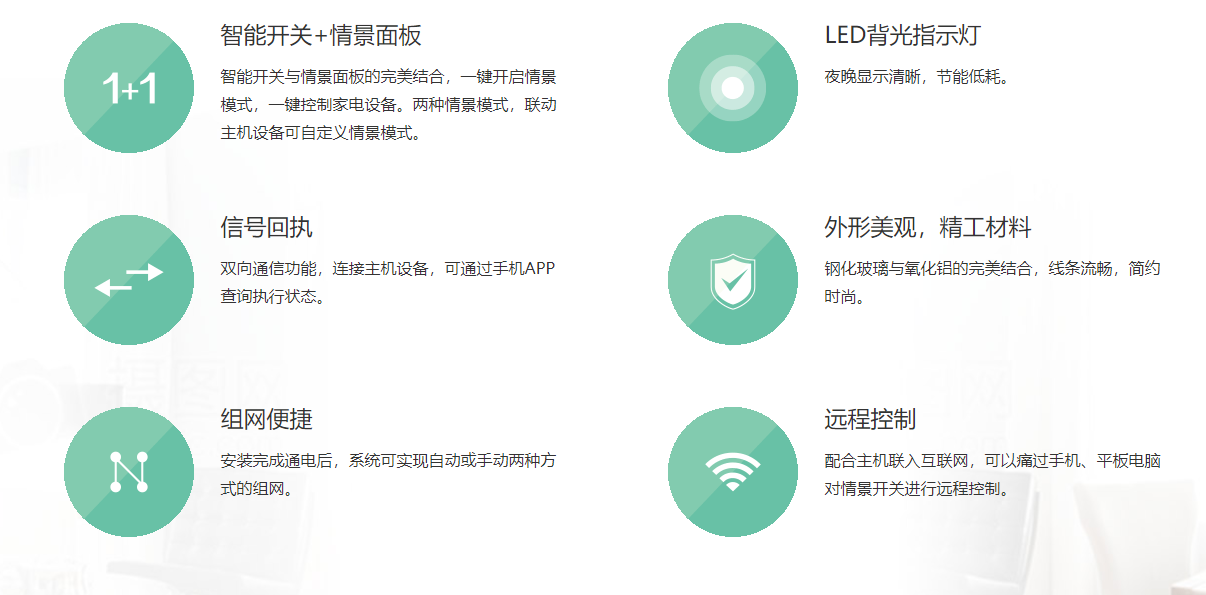 智能开关+情景面板
1+1
智能开关与情景面板的完美结合，一键开启情景
模式，一键控制家电设备。两种情景模式，联动
主机设备可自定义情景模式。
LED背光指示灯
夜晚显示清晰，节能低耗。
信号回执
双向通信功能，连接主机设备，可通过手机APP
查询执行状态。
外形美观，精工材料
钢化玻璃与氧化铝的完美结合，线条流畅，简约
时尚。
组网便捷
安装完成通电后，系统可实现自动或手动两种方
式的组网。
远程控制
配合主机联入互联网，可以痛过手机、平板电脑
对情景开关进行远程控制。